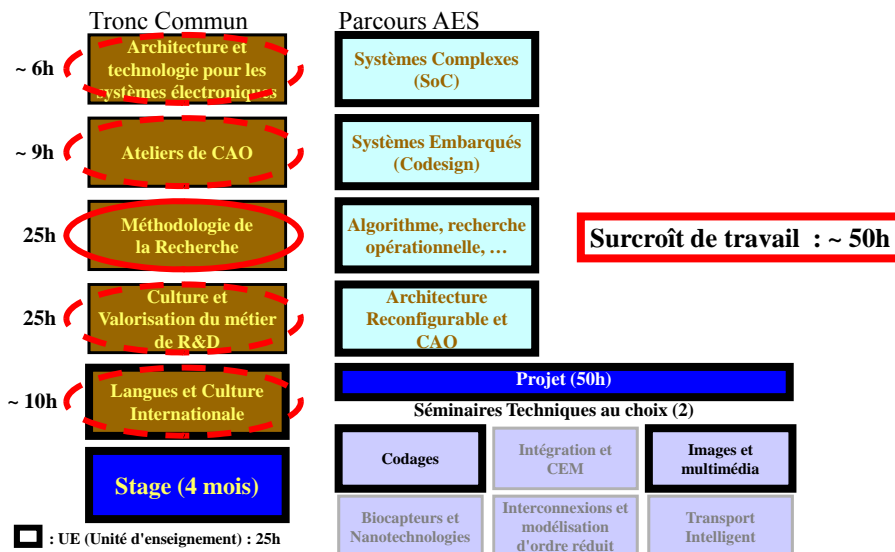 Tronc Commun
Parcours AES
~ 6h
Architecture et
technologie pour les
systèmes électroniques
Systèmes Complexes
(SoC)
~ 9h
Ateliers de CAO
Systèmes Embarqués
(Codesign)
25h
Méthodologie de
la Recherche
Algorithme, recherche
opérationnelle, …
Surcroît de travail : ~ 50h
25h
Culture et
Valorisation du métier
de R&D
Architecture
Reconfigurable et
CAO
~ 10h
Langues et Culture
Internationale
Projet (50h)
Séminaires Techniques au choix (2)
Stage (4 mois)
Codages
Intégration et
CEM
Images et
multimédia
Biocapteurs et
Nanotechnologies
Interconnexions et
modélisation
d'ordre réduit
Transport
Intelligent
: UE (Unité d'enseignement) : 25h